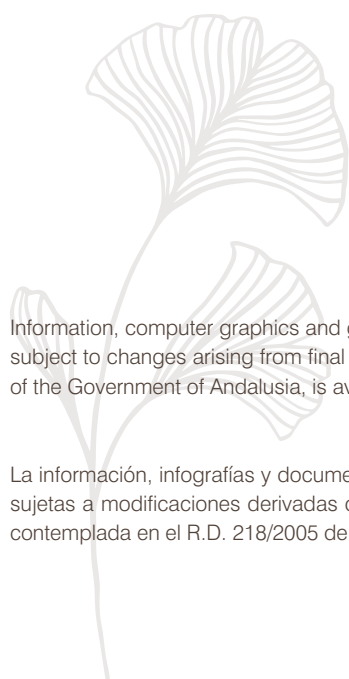 Information, computer graphics and
subject to changes arising from final
of the Government of Andalusia, is
La información, infografías y
sujetas a modificaciones derivadas
contemplada en el R.D. 218/2005 de